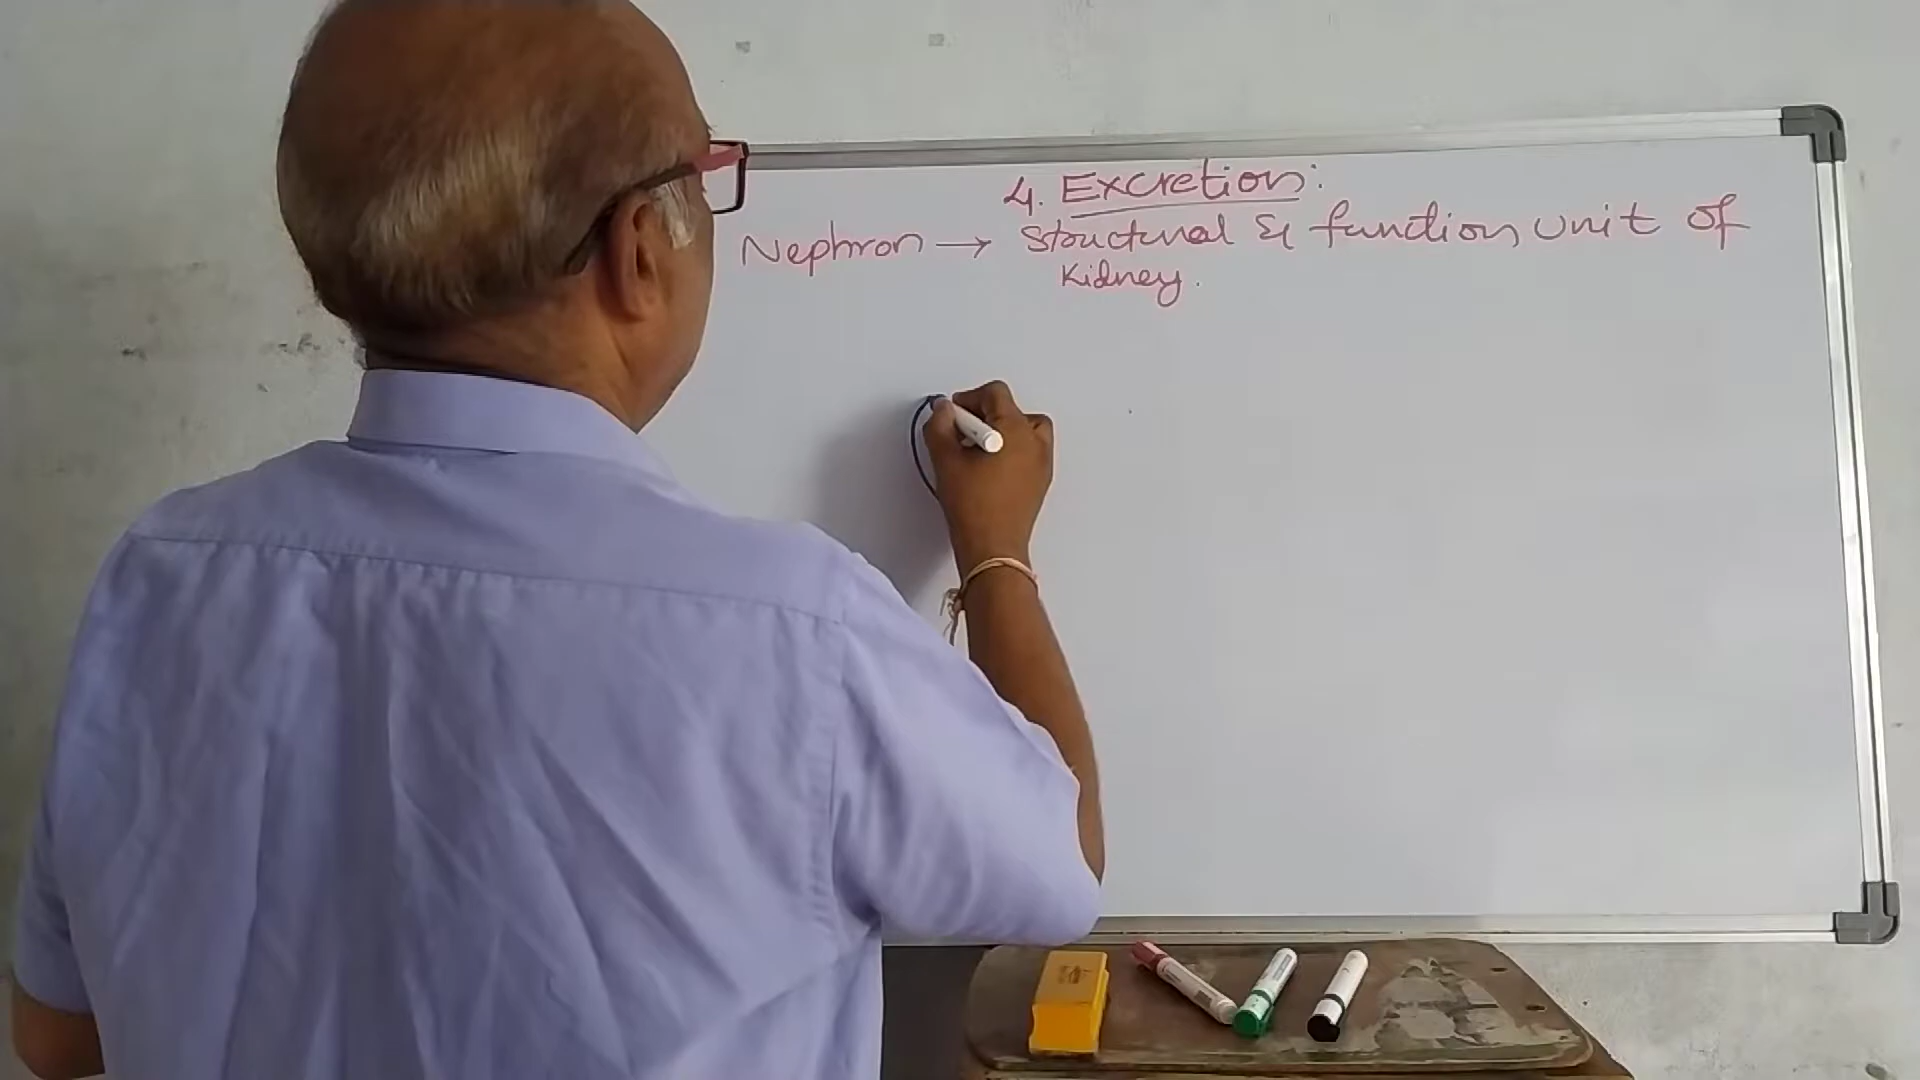 4. Excretion:
Nephron → Structural & function unit of
Kidney.